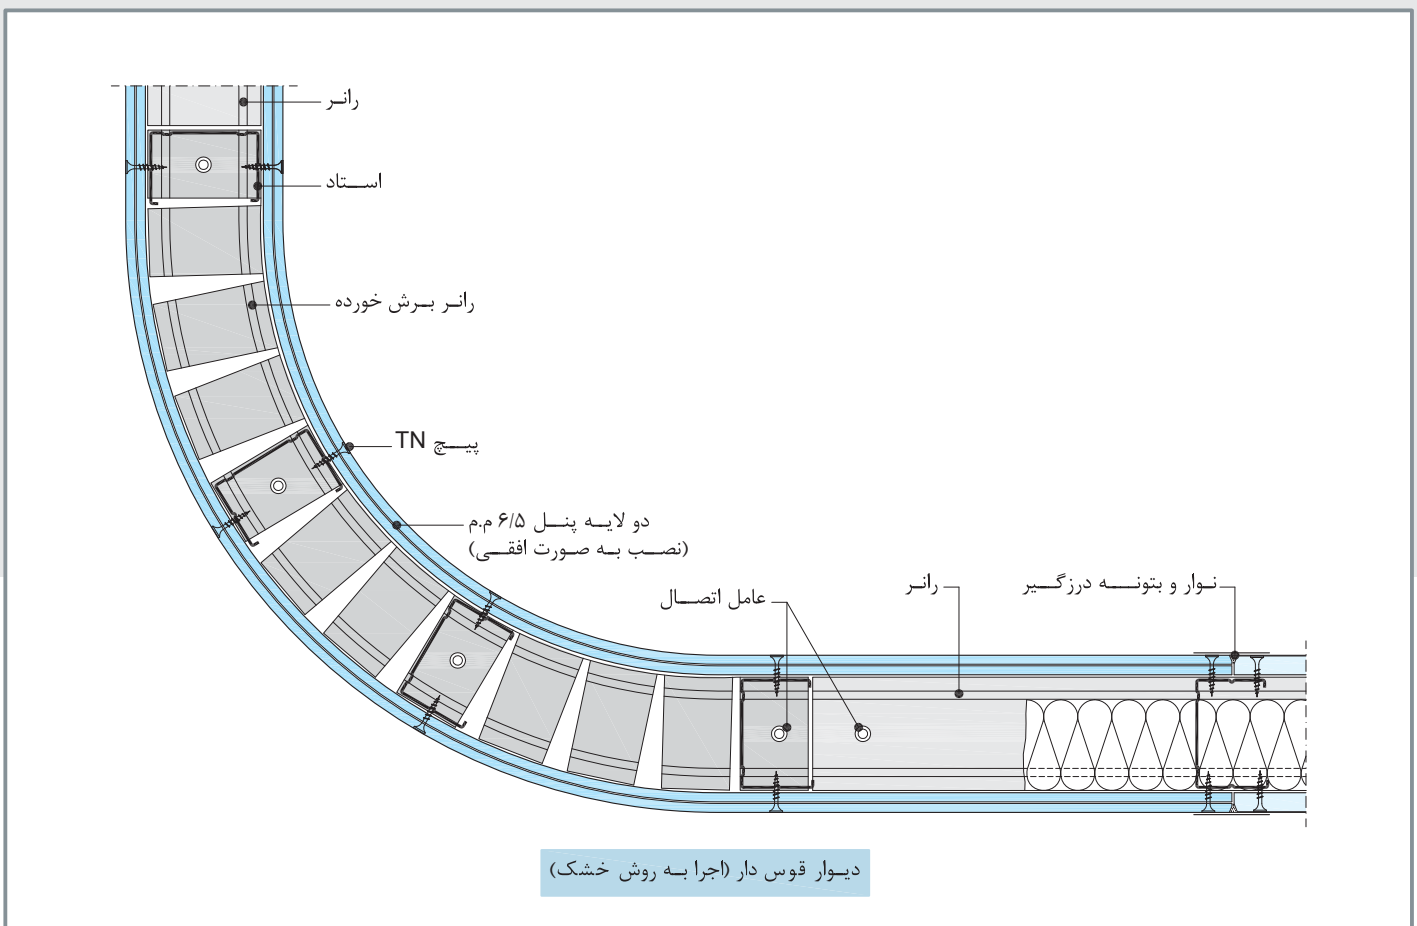 رانر
استاد
رانر برش خورده
پیچ TN
دو لایه پنل ۶/۵ م.م
(نصب به صورت افقی)
نوار و بتونه درزگیر
رانر
عامل اتصال
دیوار قوس دار (اجرا به روش خشک)